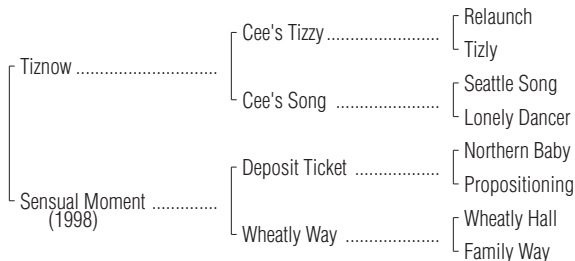 Relaunch
Cee's Tizzy........................
Tizly
Tiznow ..............................
Seattle Song
Cee's Song ......................
Lonely Dancer
Northern Baby
Deposit Ticket ..................
Propositioning
Sensual Moment ..............
(1998)
Wheatly Hall
Wheatly Way ....................
Family Way